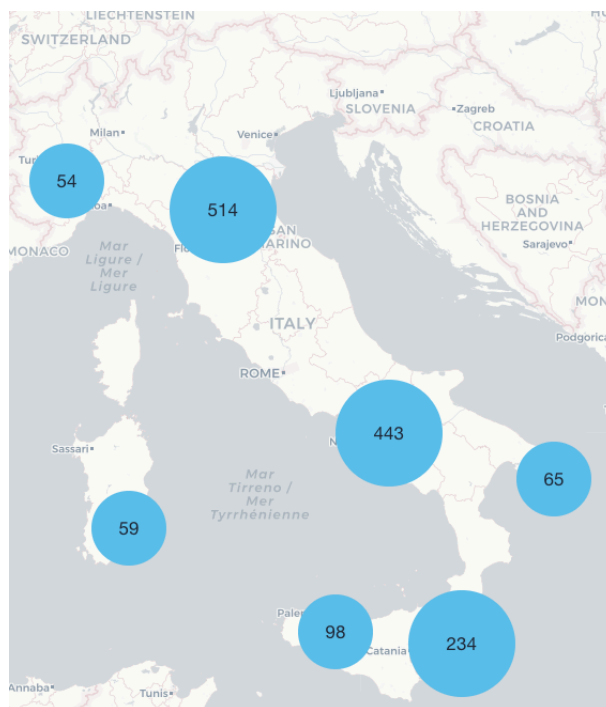 LIECHTENSTEIN
SWITZERLAND
Ljubljana
SLOVENIA
Zagreb
CROATIA
Milan
Venice
54
514
BOSNIA
AND
HERZEGOVINA
Sarajevo
MONACO
Mar
Ligure /
Mer
Ligure
ITALY
Podgorica
ROME
443
Sassari
65
Mar
Tirreno /
Mer
Tyrrhénienne
59
98
Catania
234
Annaba
Tunis